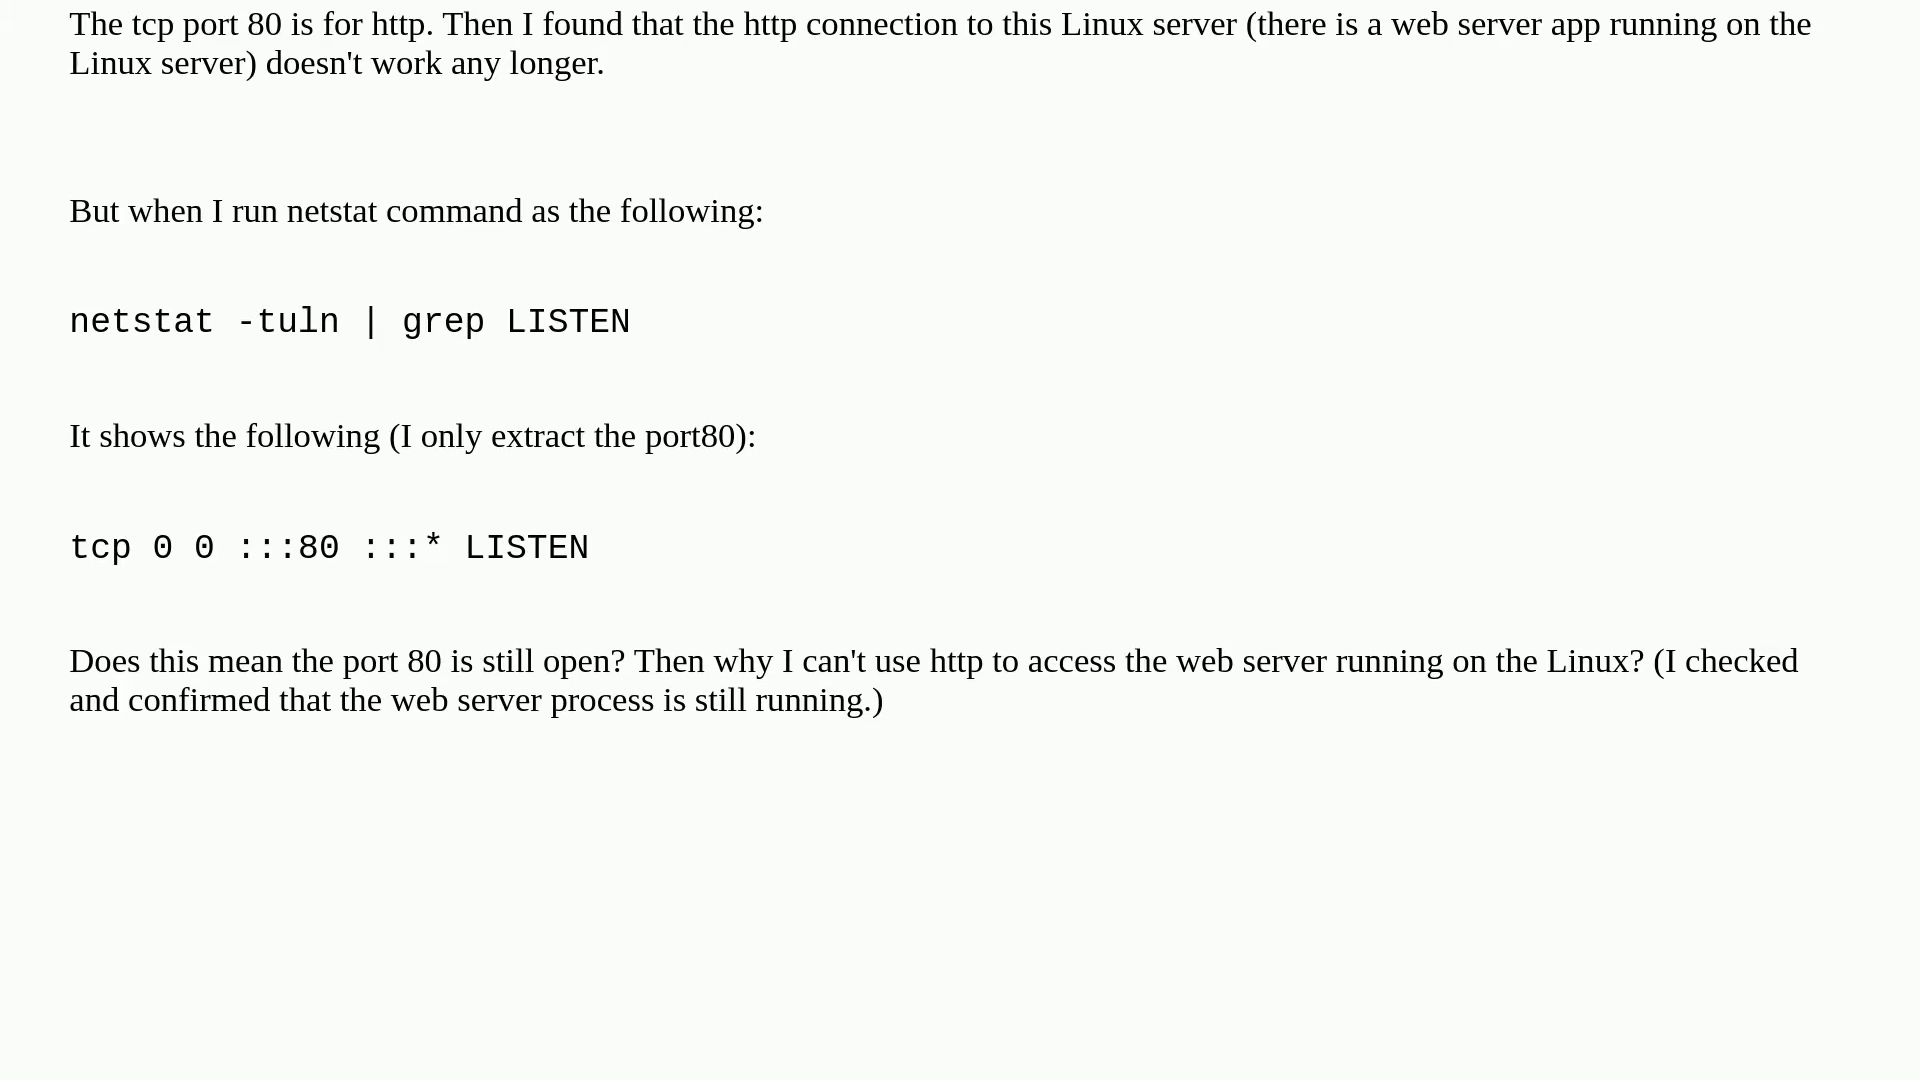 The tcp port 80 is for http. Then I found that the http connection to this Linux server (there is a web server app running on the
Linux server) doesn't work any longer.
But when I run netstat command as the following:
netstat -tuln | grep LISTEN
It shows the following (I only extract the port80):
tcp 0 0 :::80 :::* LISTEN
Does this mean the port 80 is still open? Then why I can't use http to access the web server running on the Linux? (I checked
and confirmed that the web server process is still running.)